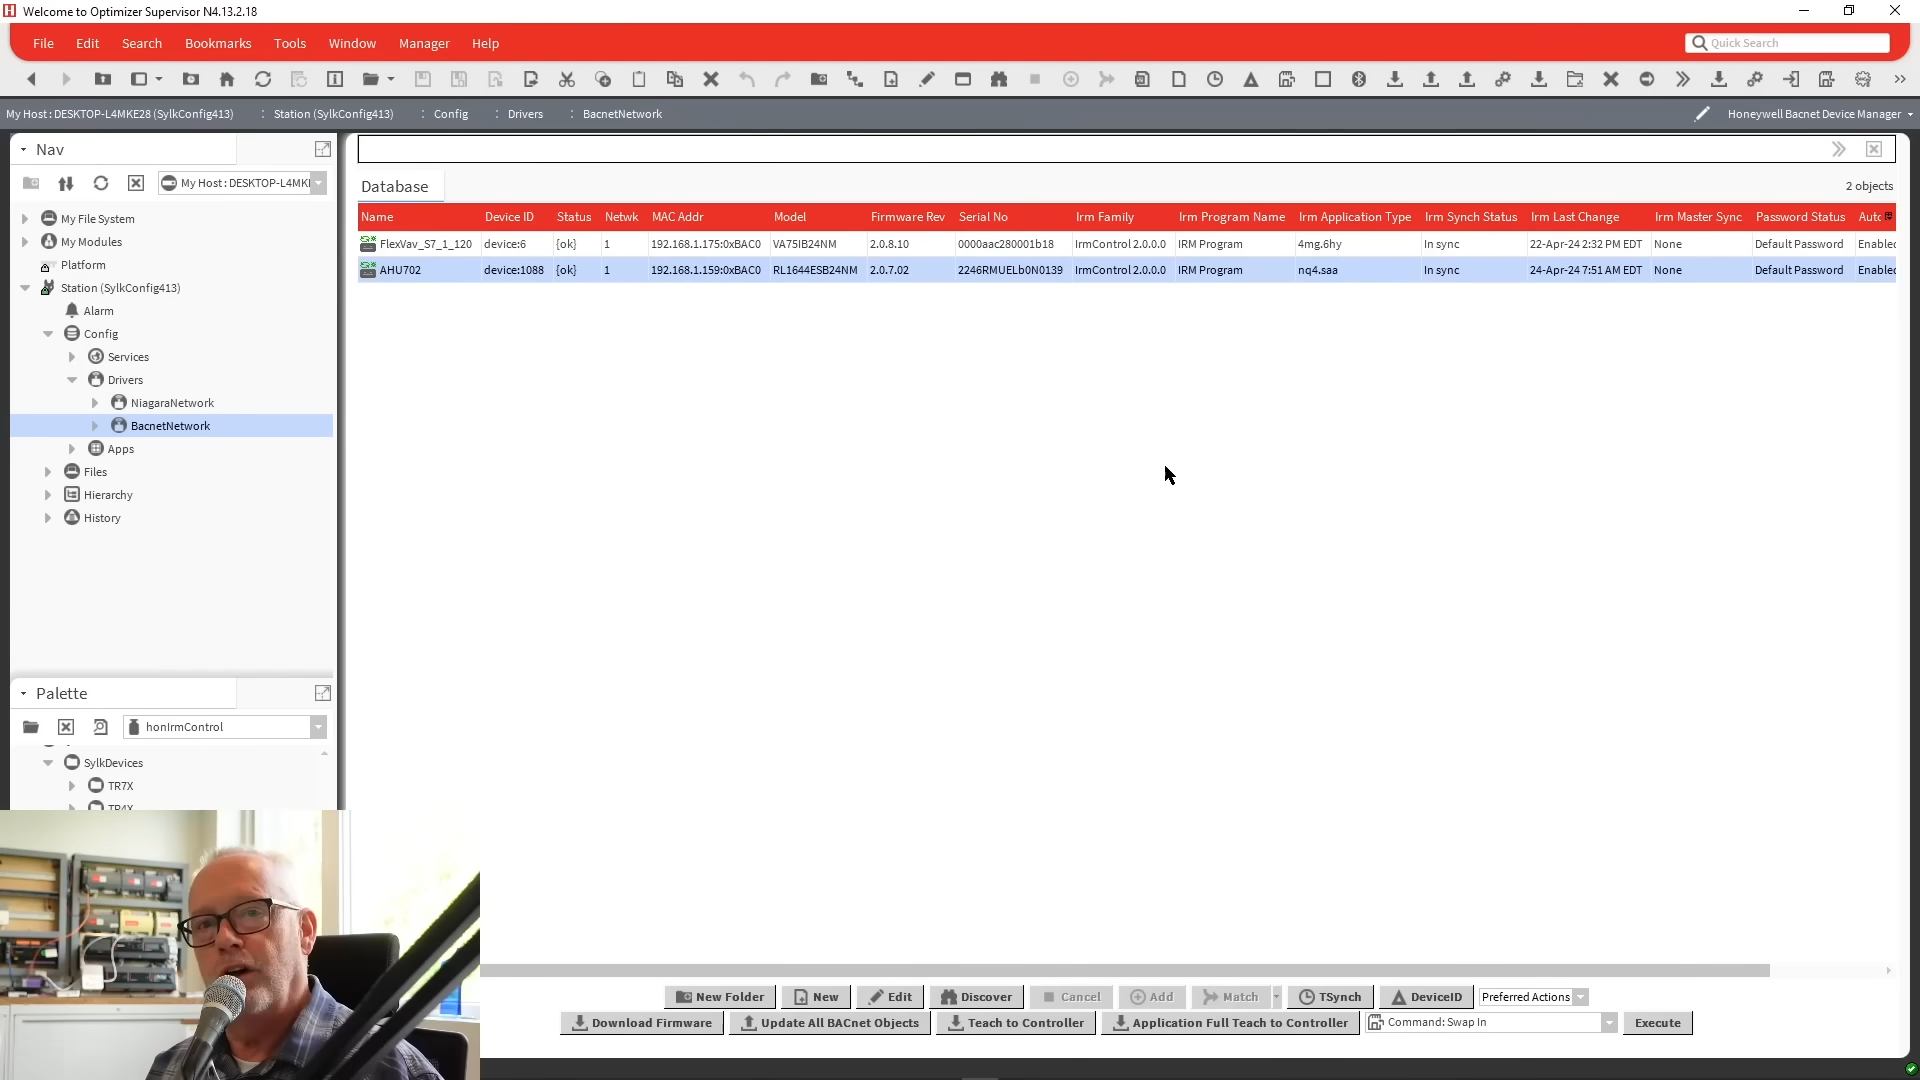 Welcome to Optimizer Supervisor N4.13.2.18
File Edit Search Bookmarks Tools Window Manager Help
Quick Search
My Host : DESKTOP-L4MKE28 (SylkConfig413) : Station (SylkConfig413) : Config : Drivers : BacnetNetwork
Honeywell Bacnet Device Manager
Nav
My Host : DESKTOP-L4MKI
My File System
My Modules
Platform
Station (SylkConfig413)
Alarm
Config
Services
Drivers
NiagaraNetwork
BacnetNetwork
Apps
Files
Hierarchy
History
Palette
honIrmControl
SylkDevices
TR7X
TR4X
Database
2 objects
Name Device ID Status Netwk MAC Addr Model Firmware Rev Serial No Irm Family Irm Program Name Irm Application Type Irm Synch Status Irm Last Change Irm Master Sync Password Status Auto
FlexVav_S7_1_120 device:6 {ok} 1 192.168.1.175:0xBAC0 VA75IB24NM 2.0.8.10 0000aac280001b18 IrmControl 2.0.0.0 IRM Program 4mg.6hy In sync 22-Apr-24 2:32 PM EDT None Default Password Enabled
AHU702 device:1088 {ok} 1 192.168.1.159:0xBAC0 RL1644ESB24NM 2.0.7.02 2246RMUELb0N0139 IrmControl 2.0.0.0 IRM Program nq4.saa In sync 24-Apr-24 7:51 AM EDT None Default Password Enabled
New Folder New Edit Discover Cancel Add Match TSynch DeviceID Preferred Actions
Download Firmware Update All BACnet Objects Teach to Controller Application Full Teach to Controller Command: Swap In Execute